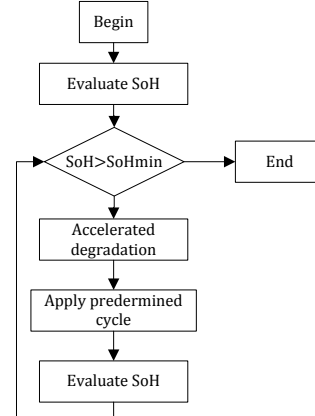 Begin
Evaluate SoH
SoH>SoHmin
End
Accelerated
degradation
Apply predermined
cycle
Evaluate SoH